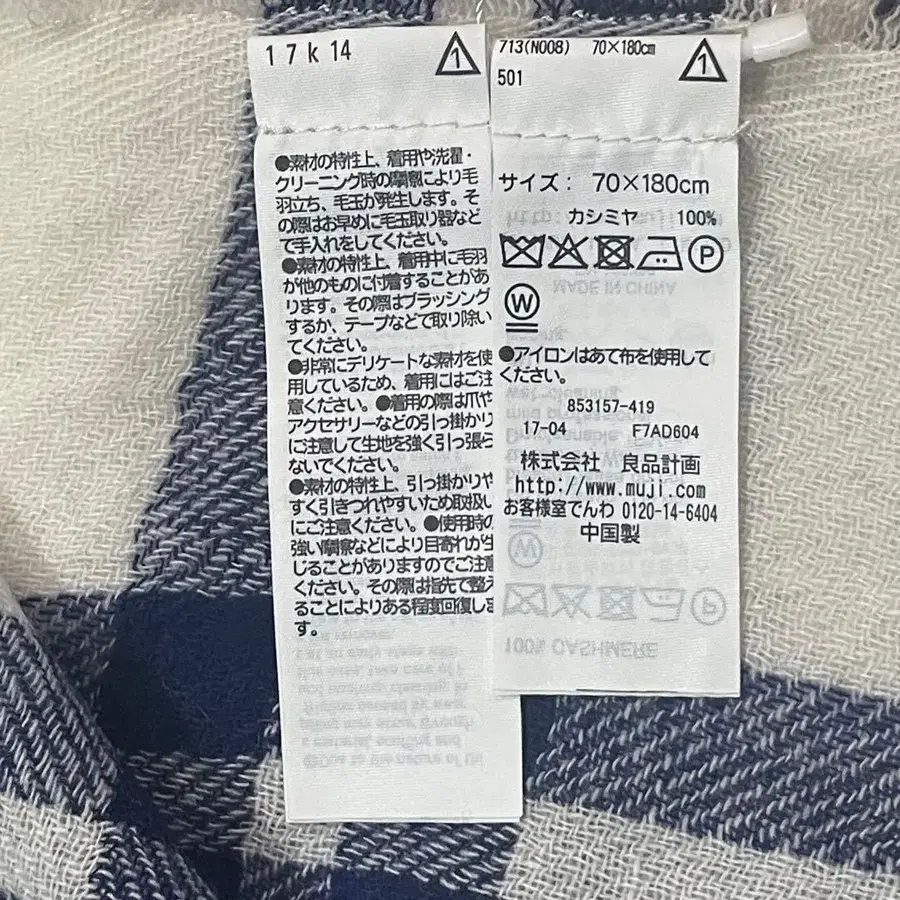 17k14
1
●素材の特性上、着用や洗濯・
クリーニング時の摩擦により毛
羽立ち、毛玉が発生します。そ
の際はお早めに毛玉取り器など
で手入れをしてください。
●素材の特性上、着用中に毛羽
が他のものに付着することがあ
ります。その際はブラッシング
するか、テープなどで取り除い
てください。
●非常にデリケートな素材を使
用しているため、着用にはご注
意ください。●着用の際は爪や
アクセサリーなどの引っ掛かり
に注意して生地を強く引っ張ら
ないでください。
●素材の特性上、引っ掛かりや
すく引きつれやすいため取扱い
にご注意ください。●使用時の
強い摩擦などにより目寄れが生
じることがありますのでご注意
ください。その際は指先で整え
ることによりある程度回復しま
す。
713(N008) 70×180cm
501
1
サイズ: 70×180cm
カシミヤ 100%
P
W
●アイロンはあて布を使用して
ください。
853157-419
17-04 F7AD604
株式会社 良品計画
http://www.muji.com
お客様室でんわ 0120-14-6404
中国製
100% CASHMERE
MADE IN CHINA